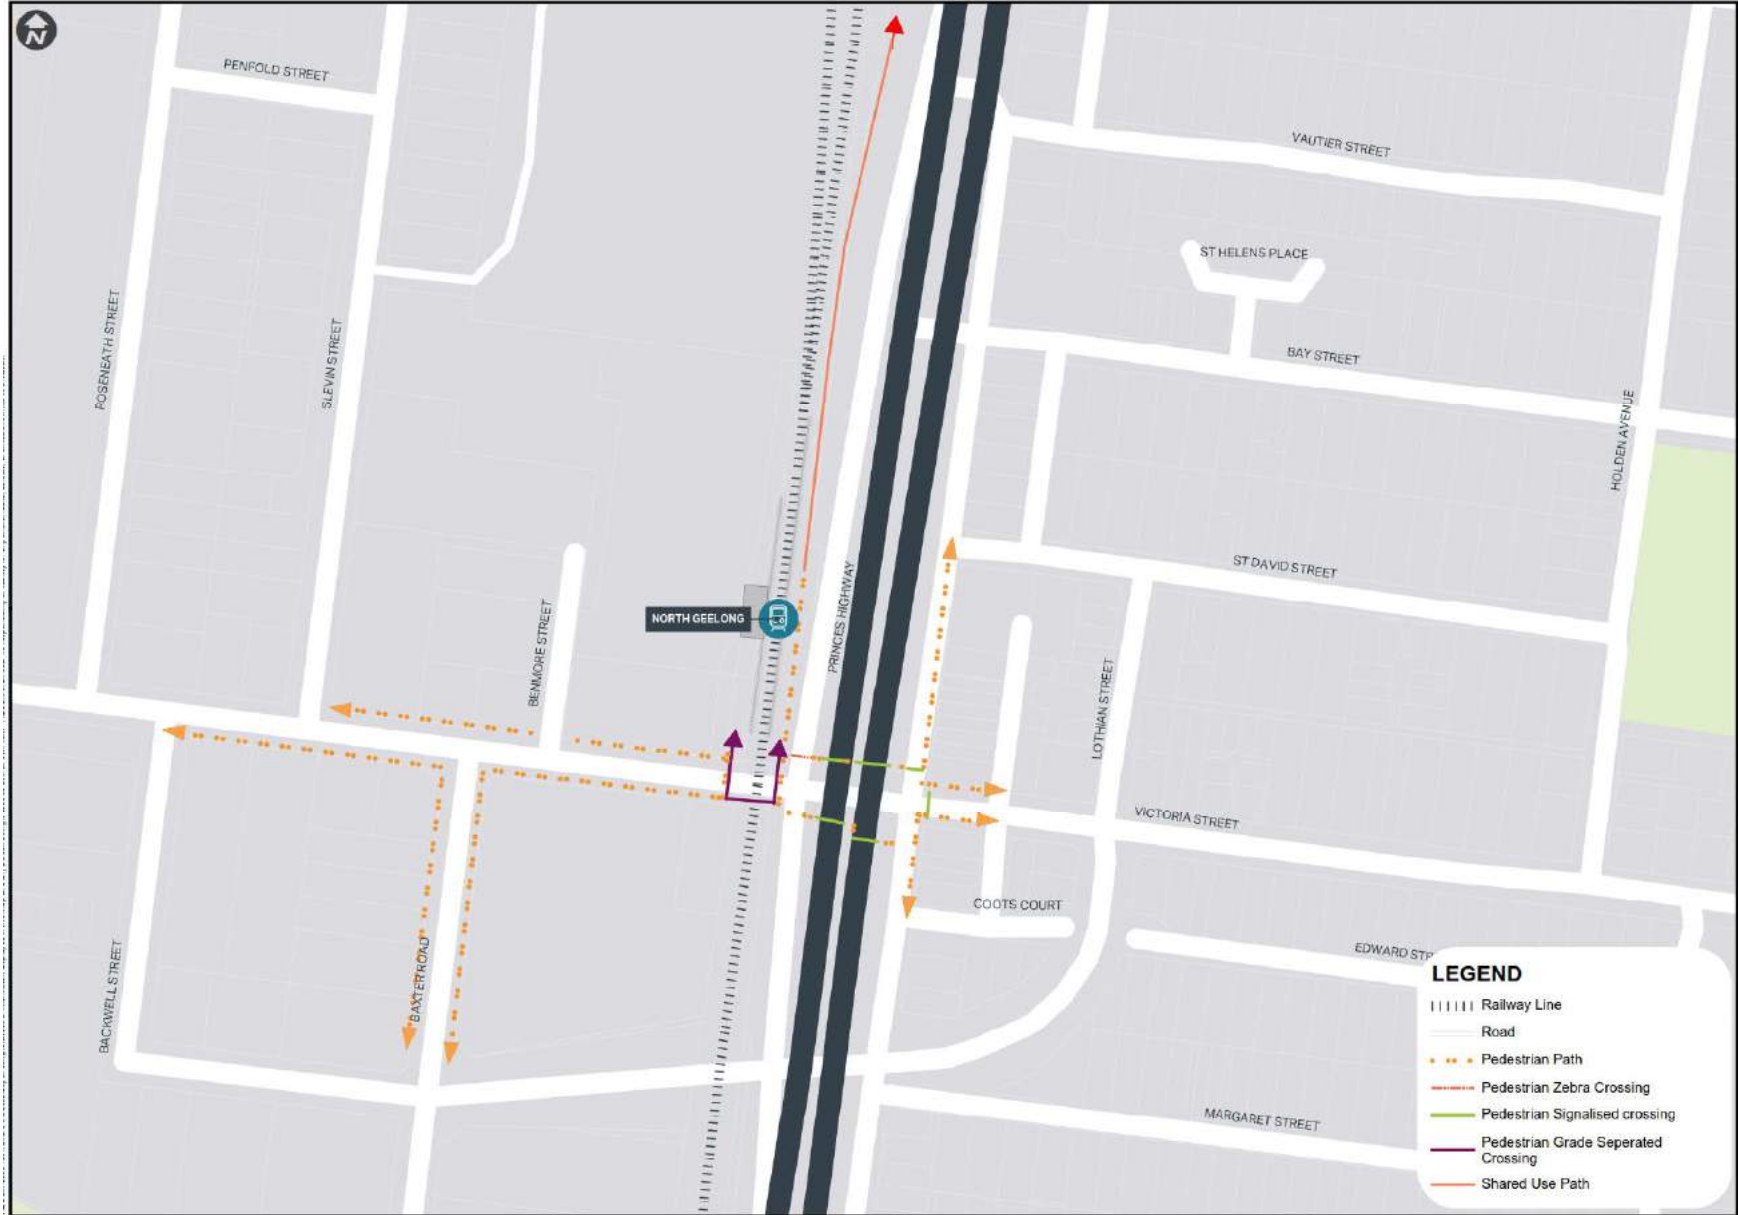 N
PENFOLD STREET
VAUTIER STREET
ST HELENS PLACE
ROSENEATH STREET
SLEVIN STREET
BAY STREET
HOLDEN AVENUE
ST DAVID STREET
PRINCES HIGHWAY
NORTH GEELONG
BENMORE STREET
LOTHIAN STREET
VICTORIA STREET
COOTS COURT
BACKWELL STREET
BAXTER ROAD
EDWARD STR
MARGARET STREET
LEGEND
Railway Line
Road
Pedestrian Path
Pedestrian Zebra Crossing
Pedestrian Signalised crossing
Pedestrian Grade Seperated
Crossing
Shared Use Path